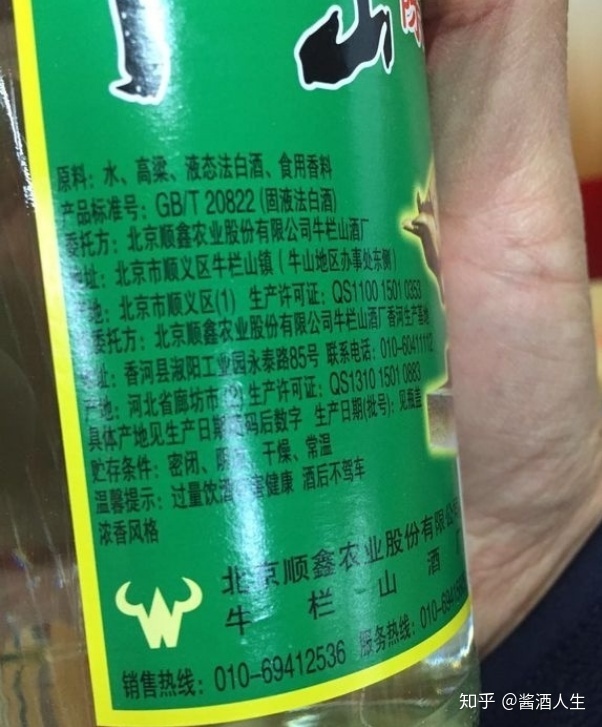 山
原料：水、高粱、液态法白酒、食用香料
产品标准号：GB/T 20822（固液法白酒）
委托方：北京顺鑫农业股份有限公司牛栏山酒厂
地址：北京市顺义区牛栏山镇（牛山地区办事处东侧）
产地：北京市顺义区(1) 生产许可证：QS1100 1501 0353
委托方：北京顺鑫农业股份有限公司牛栏山酒厂香河生产基地
地址：香河县淑阳工业园永泰路85号 联系电话：010-60411112
产地：河北省廊坊市(2) 生产许可证：QS1310 1501 0883
具体产地见生产日期 码后数字 生产日期(批号)：见瓶盖
贮存条件：密闭、阴 干燥、常温
温馨提示：过量饮酒 害健康 酒后不驾车
浓香风格
北京顺鑫农业股份有限公司
牛栏山酒
销售热线：010-69412536 服务热线：010-694
知乎 @酱酒人生